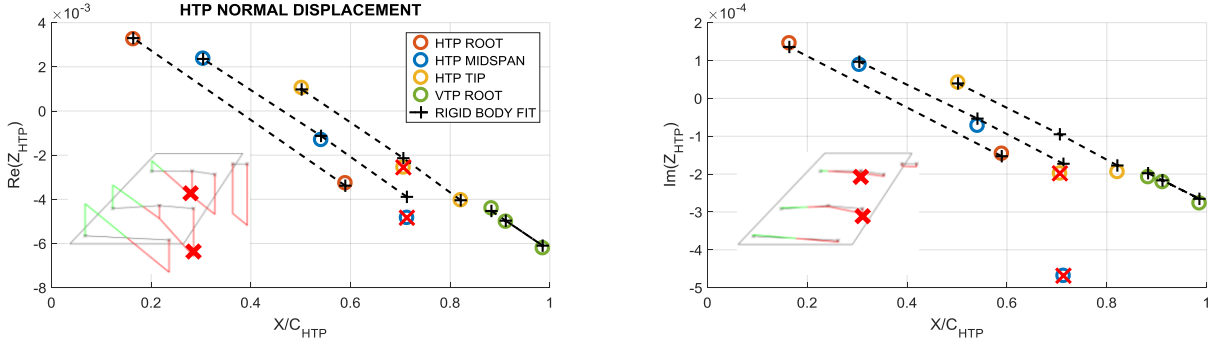 HTP NORMAL DISPLACEMENT
×10⁻³
4
2
0
-2
-4
-6
-8
Re(Z_HTP)
0
0.2
0.4
0.6
0.8
1
X/C_HTP
HTP ROOT
HTP MIDSPAN
HTP TIP
VTP ROOT
RIGID BODY FIT
×10⁻⁴
2
1
0
-1
-2
-3
-4
-5
Im(Z_HTP)
0
0.2
0.4
0.6
0.8
1
X/C_HTP